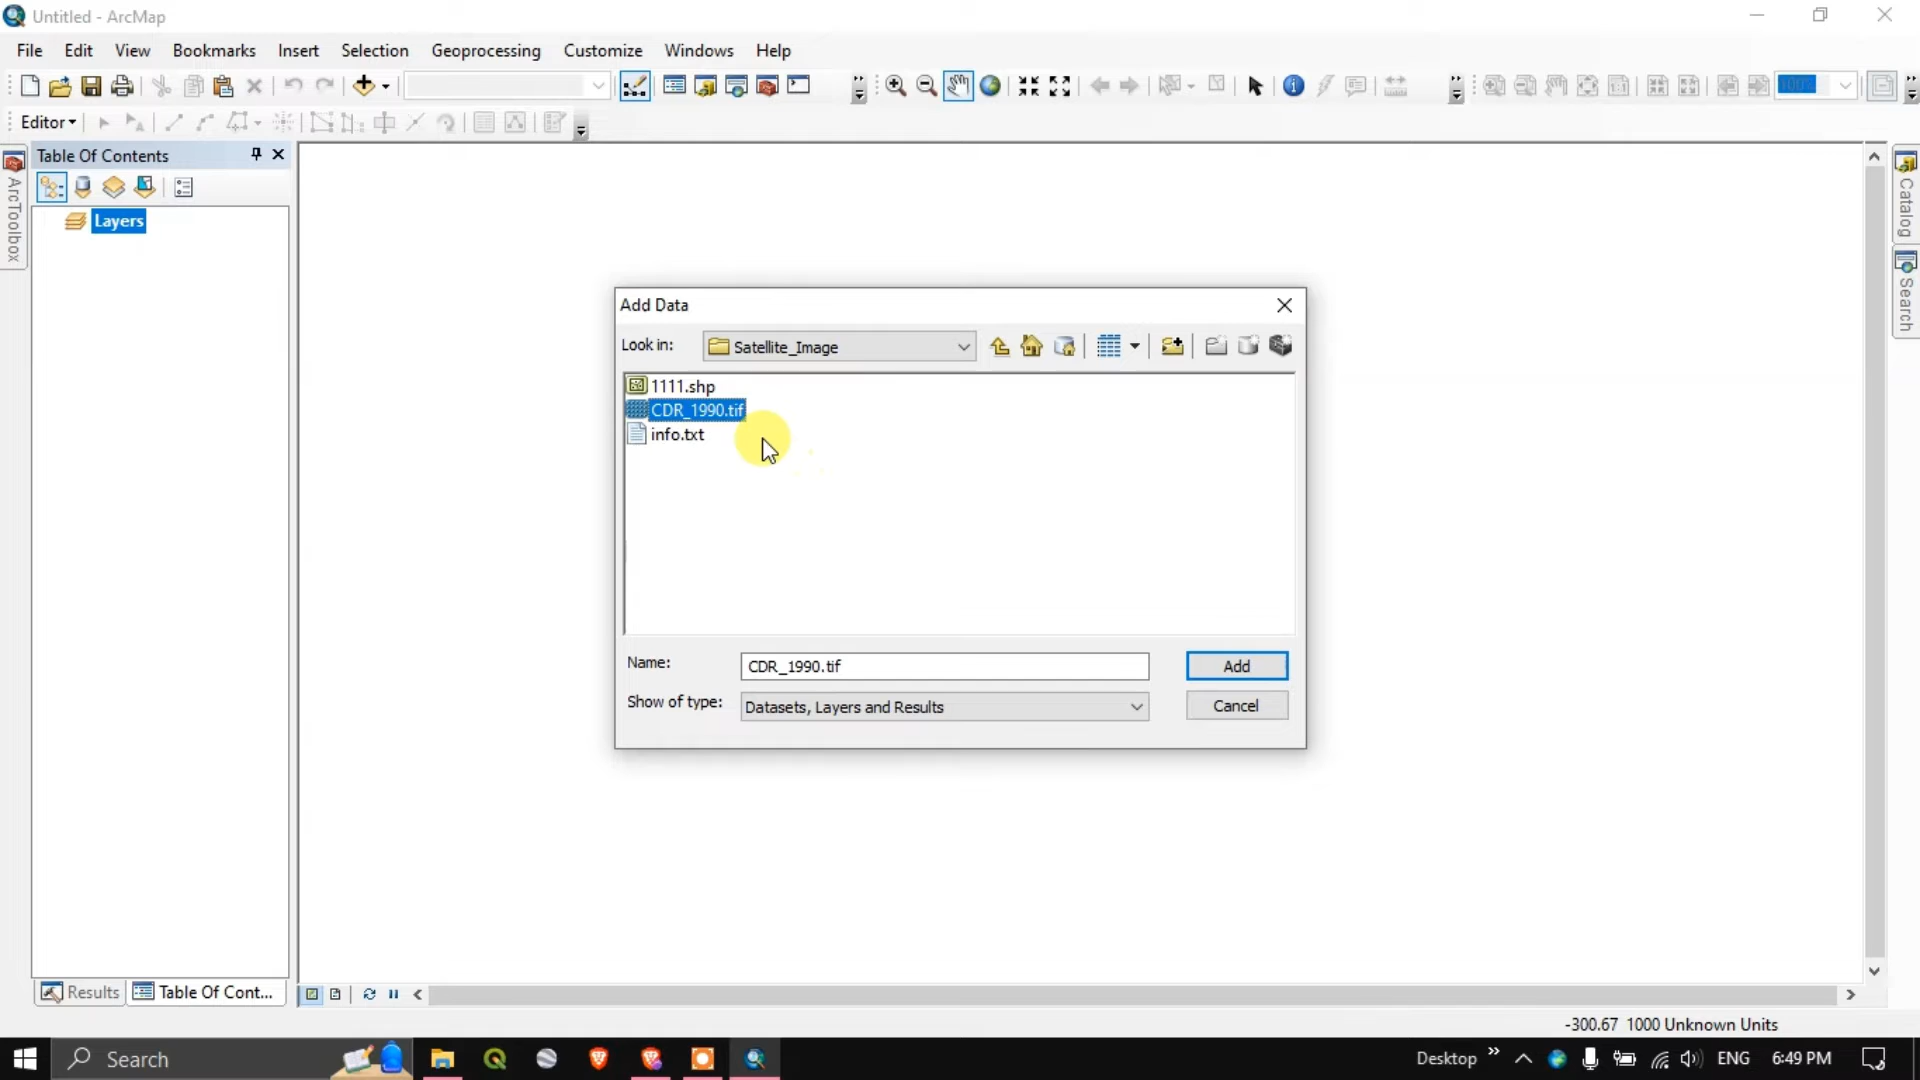 Untitled - ArcMap
File Edit View Bookmarks Insert Selection Geoprocessing Customize Windows Help
100%
Editor
Table Of Contents
ArcToolbox
Layers
Catalog
Search
Add Data
Look in: Satellite_Image
1111.shp
CDR_1990.tif
info.txt
Name: CDR_1990.tif Add
Show of type: Datasets, Layers and Results Cancel
Results Table Of Cont...
-300.67 1000 Unknown Units
Search Desktop ENG 6:49 PM